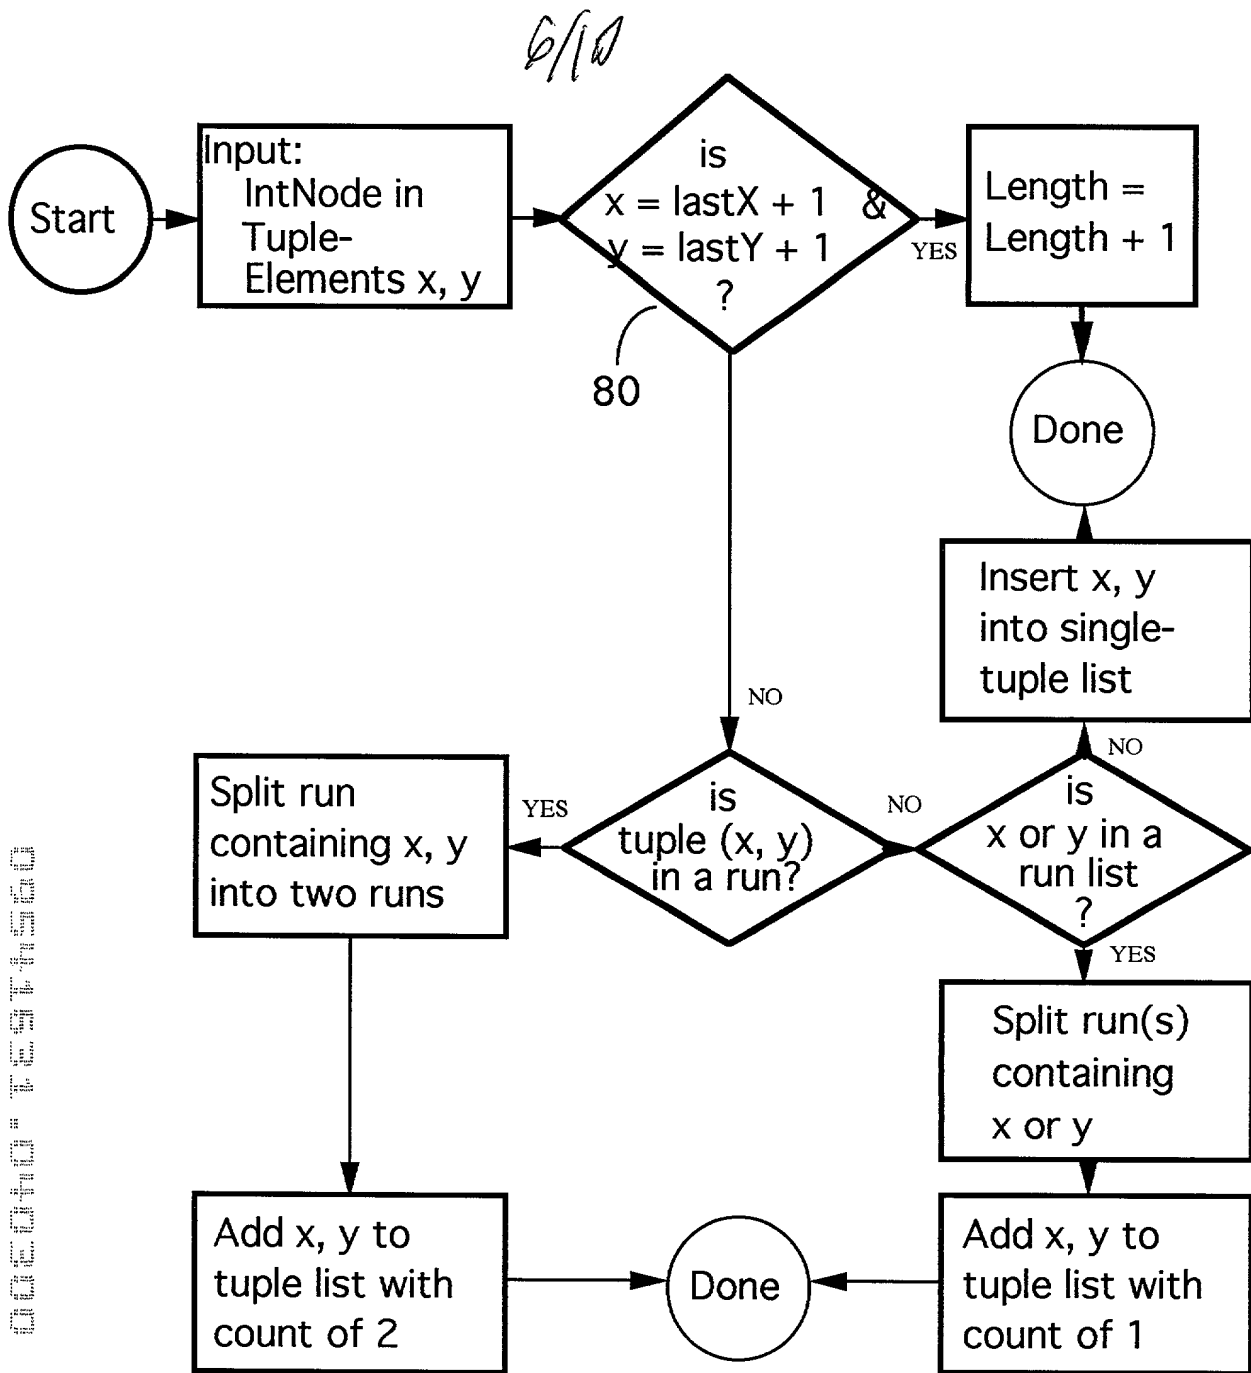 Start
Input:
IntNode in
Tuple-
Elements x, y
is
x = lastX + 1 &
y = lastY + 1
?
80
YES
Length =
Length + 1
Done
Insert x, y
into single-
tuple list
NO
NO
is
x or y in a
run list
?
NO
is
tuple (x, y)
in a run?
YES
Split run
containing x, y
into two runs
YES
Split run(s)
containing
x or y
Add x, y to
tuple list with
count of 2
Done
Add x, y to
tuple list with
count of 1